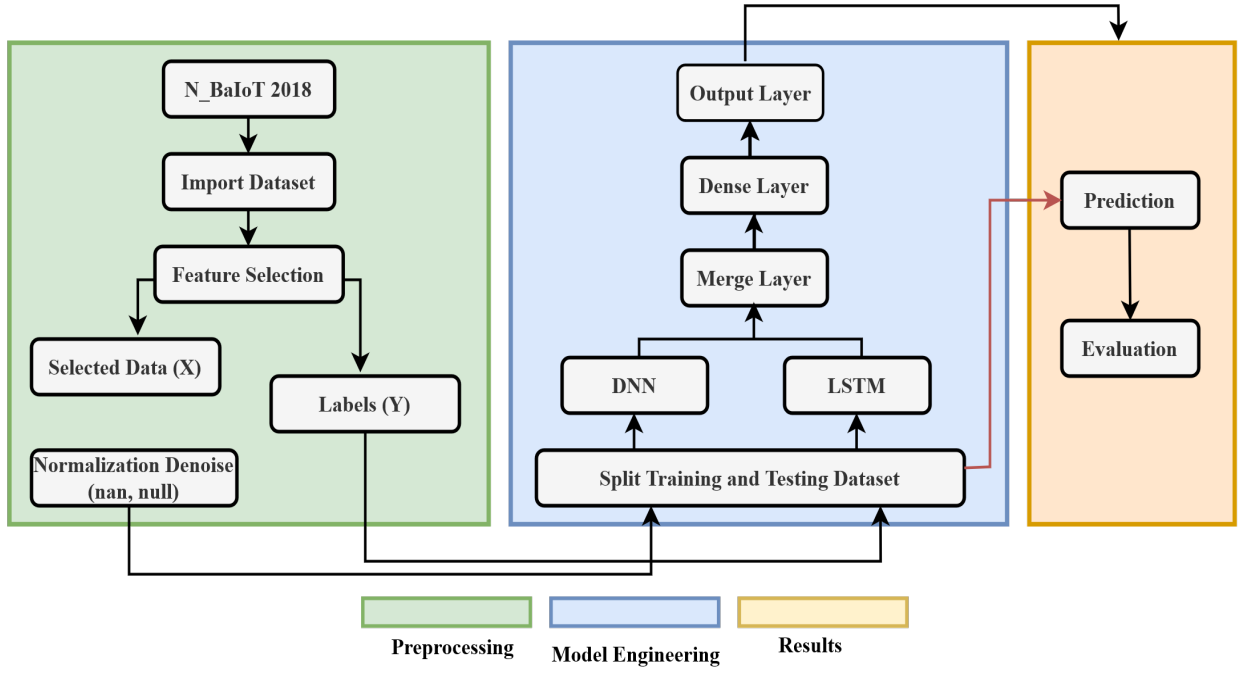 N_BaIoT 2018
Import Dataset
Feature Selection
Selected Data (X)
Labels (Y)
Normalization Denoise
(nan, null)
Output Layer
Dense Layer
Merge Layer
DNN
LSTM
Split Training and Testing Dataset
Prediction
Evaluation
Preprocessing
Model Engineering
Results